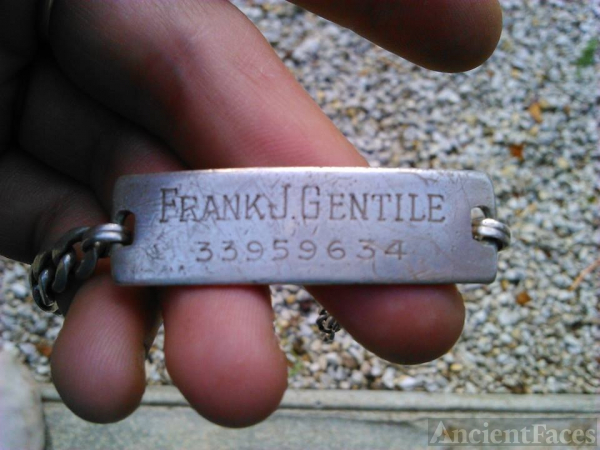 FRANK J. GENTILE
33959634
AncientFaces